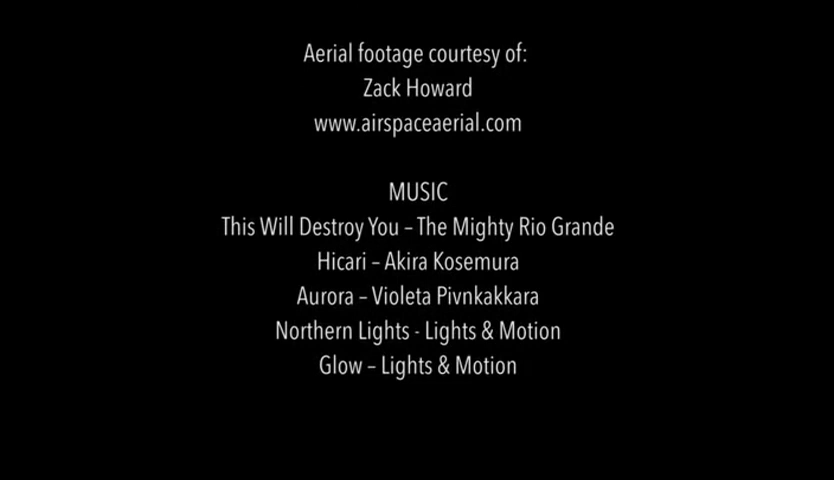 Aerial footage courtesy of:
Zack Howard
www.airspaceaerial.com
MUSIC
This Will Destroy You – The Mighty Rio Grande
Hicari – Akira Kosemura
Aurora – Violeta Pivnkakkara
Northern Lights - Lights & Motion
Glow – Lights & Motion